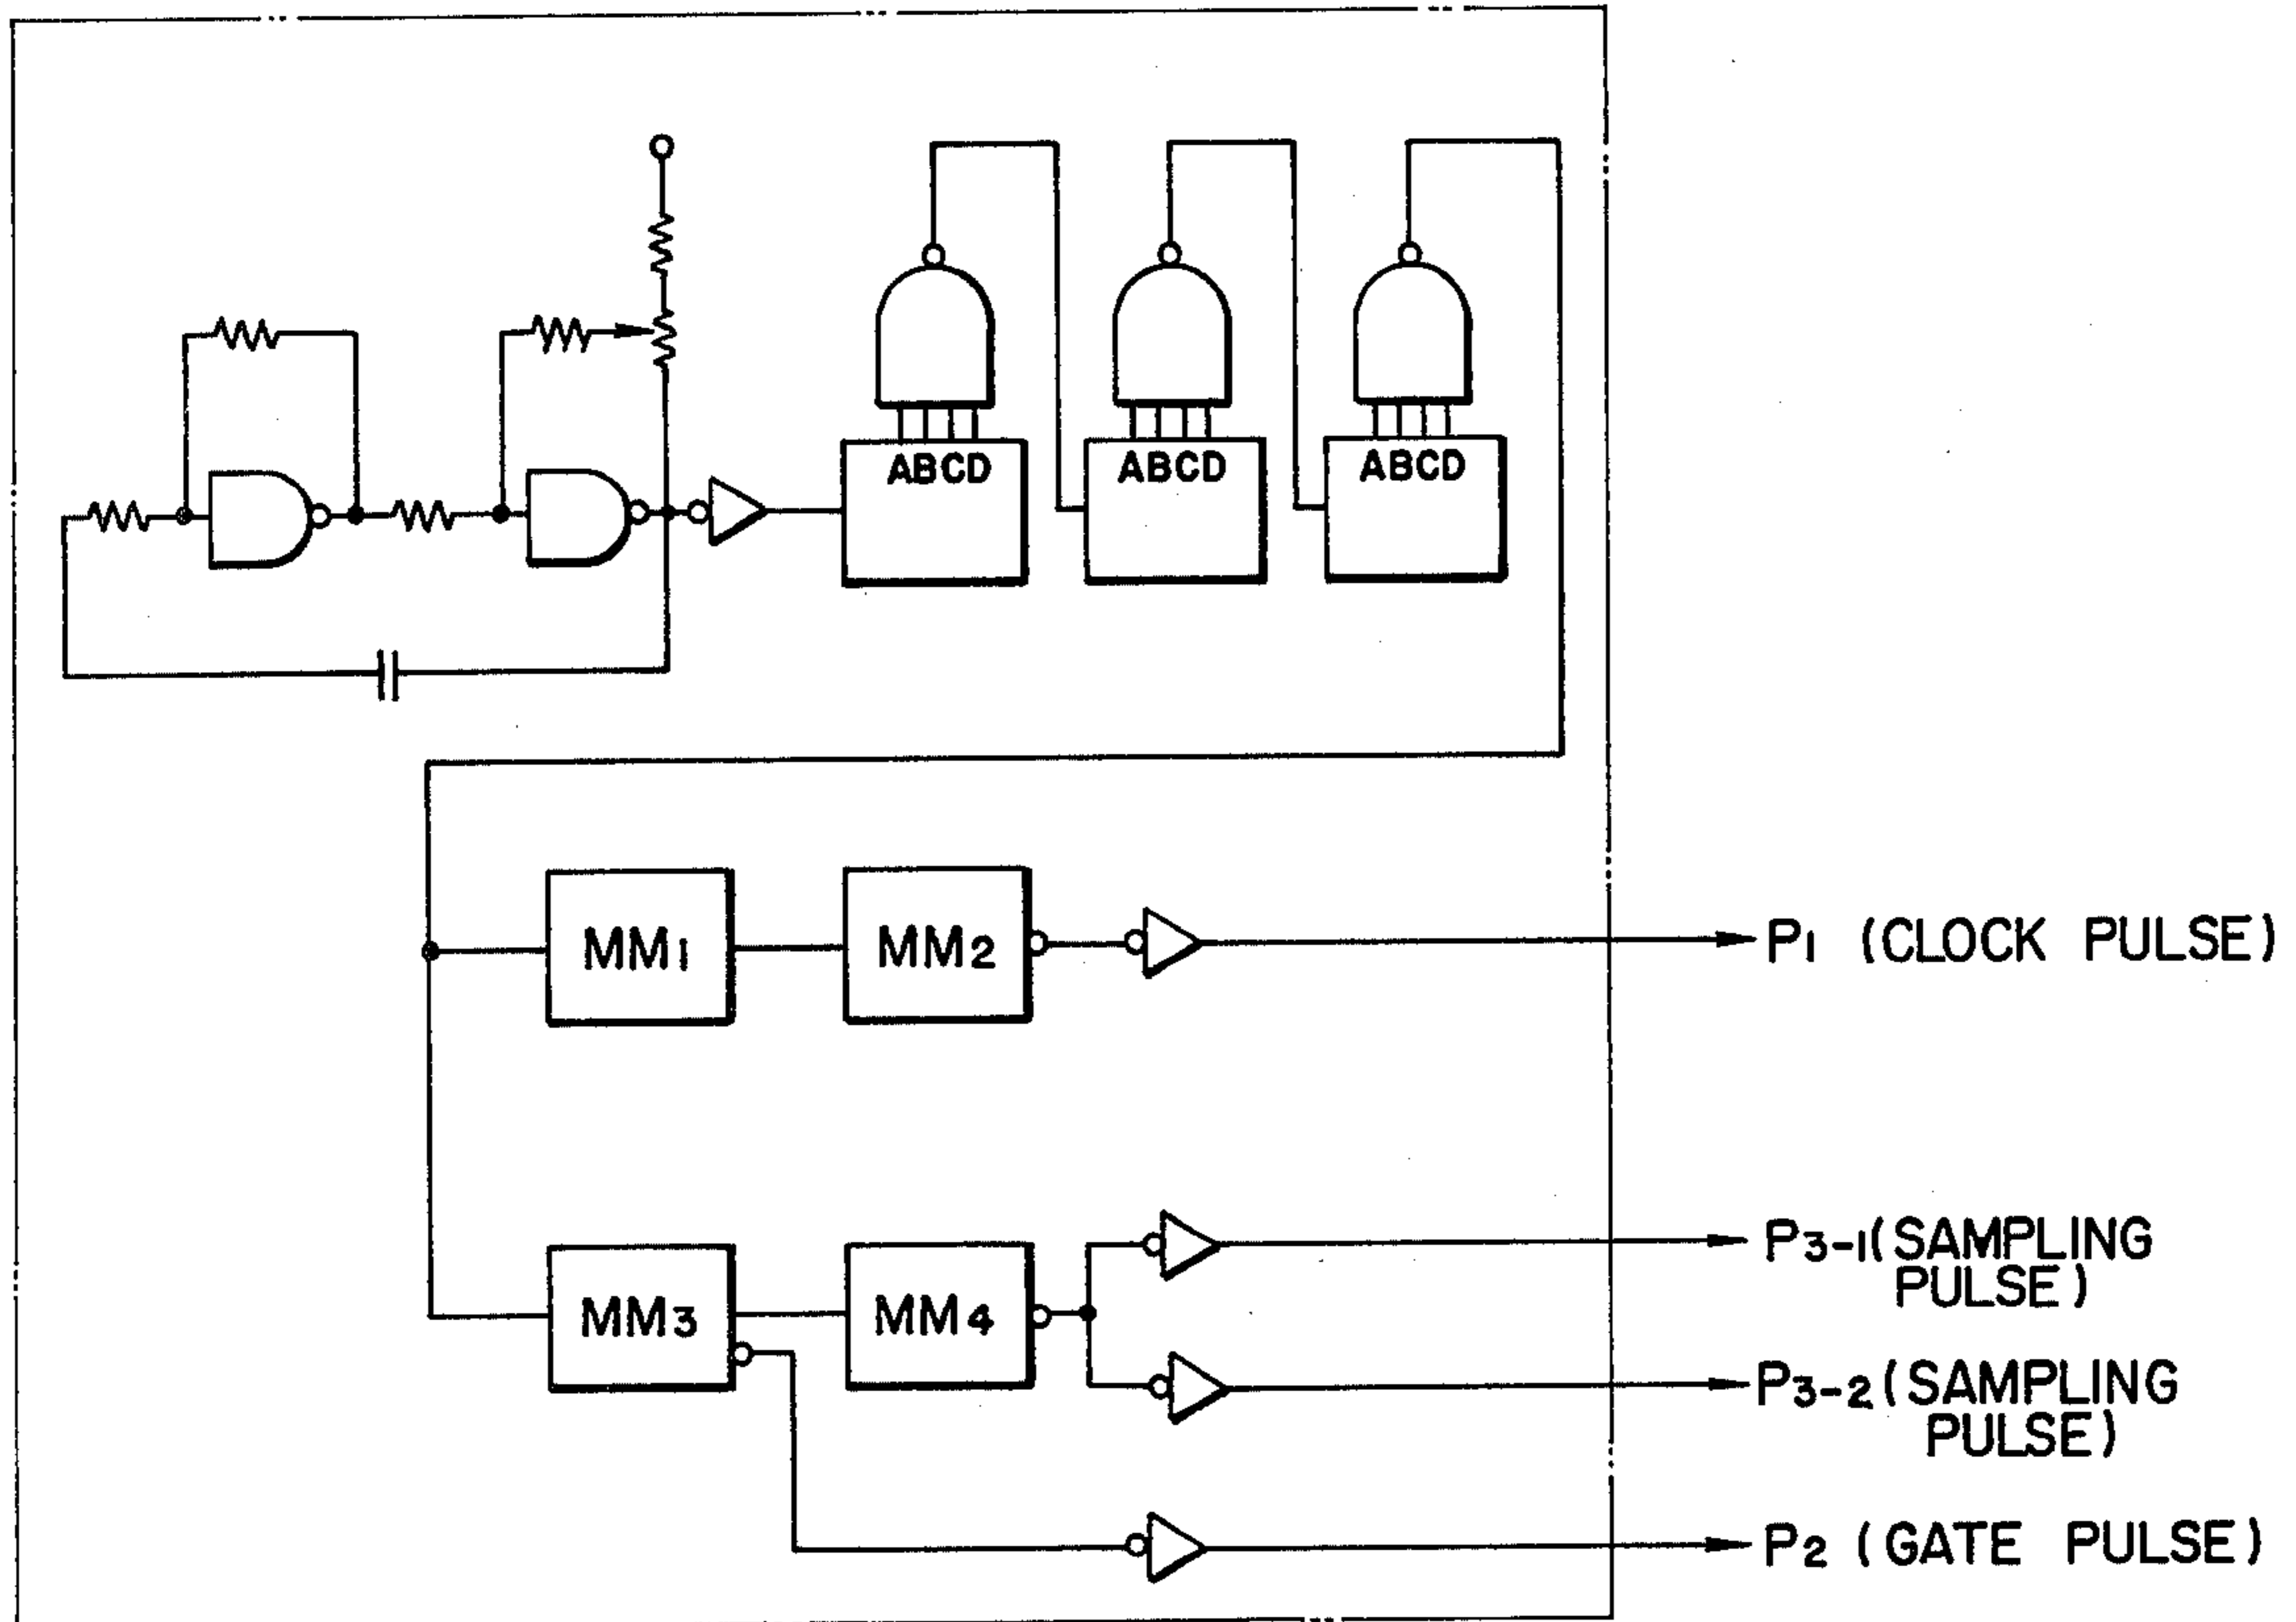 ABCD
ABCD
ABCD
MM1
MM2
P1 (CLOCK PULSE)
MM3
MM4
P3-1(SAMPLING
PULSE)
P3-2(SAMPLING
PULSE)
P2 (GATE PULSE)